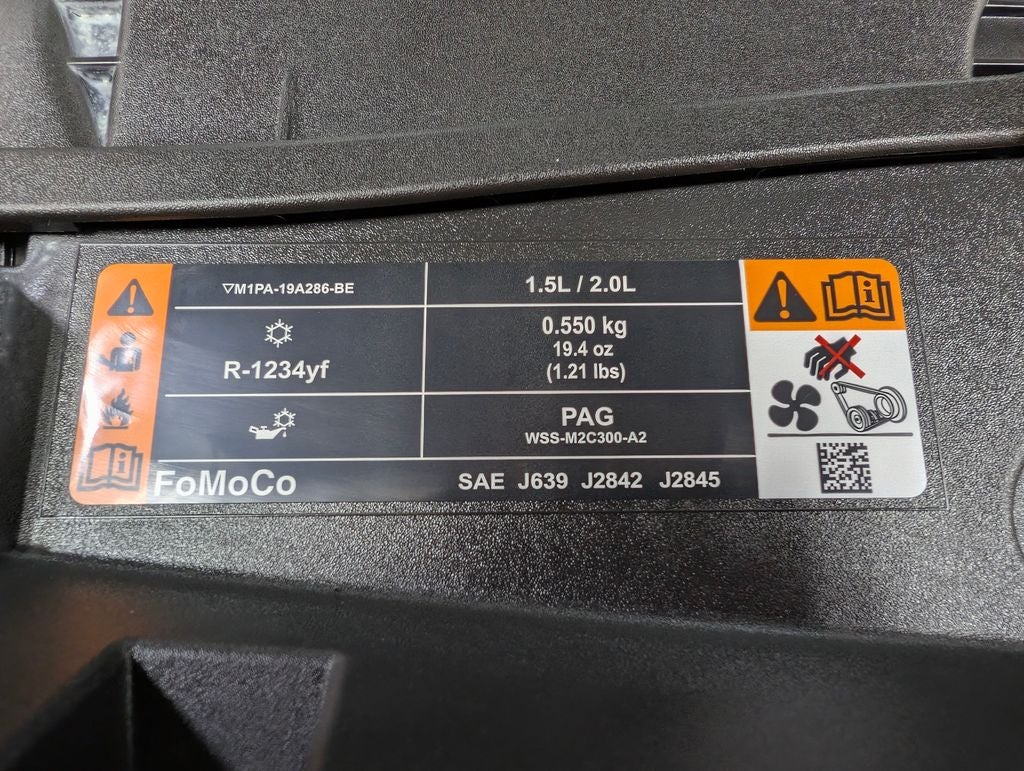 ▽M1PA-19A286-BE
1.5L / 2.0L
R-1234yf
0.550 kg
19.4 oz
(1.21 lbs)
PAG
WSS-M2C300-A2
FoMoCo
SAE J639 J2842 J2845